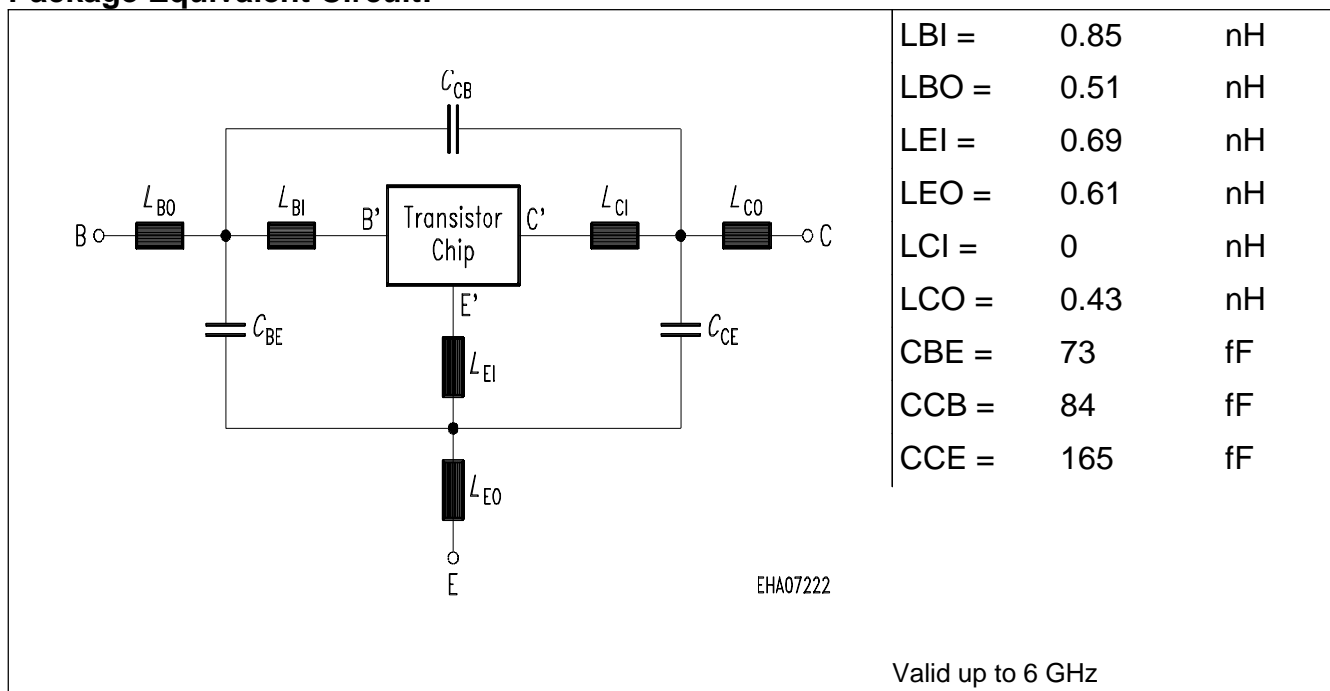 Package Equivalent Circuit:
C_CB
L_BO L_BI B' Transistor Chip C' L_CI L_CO
B C
E'
C_BE C_CE
L_EI
L_EO
E
EHA07222
LBI = 0.85 nH
LBO = 0.51 nH
LEI = 0.69 nH
LEO = 0.61 nH
LCI = 0 nH
LCO = 0.43 nH
CBE = 73 fF
CCB = 84 fF
CCE = 165 fF
Valid up to 6 GHz